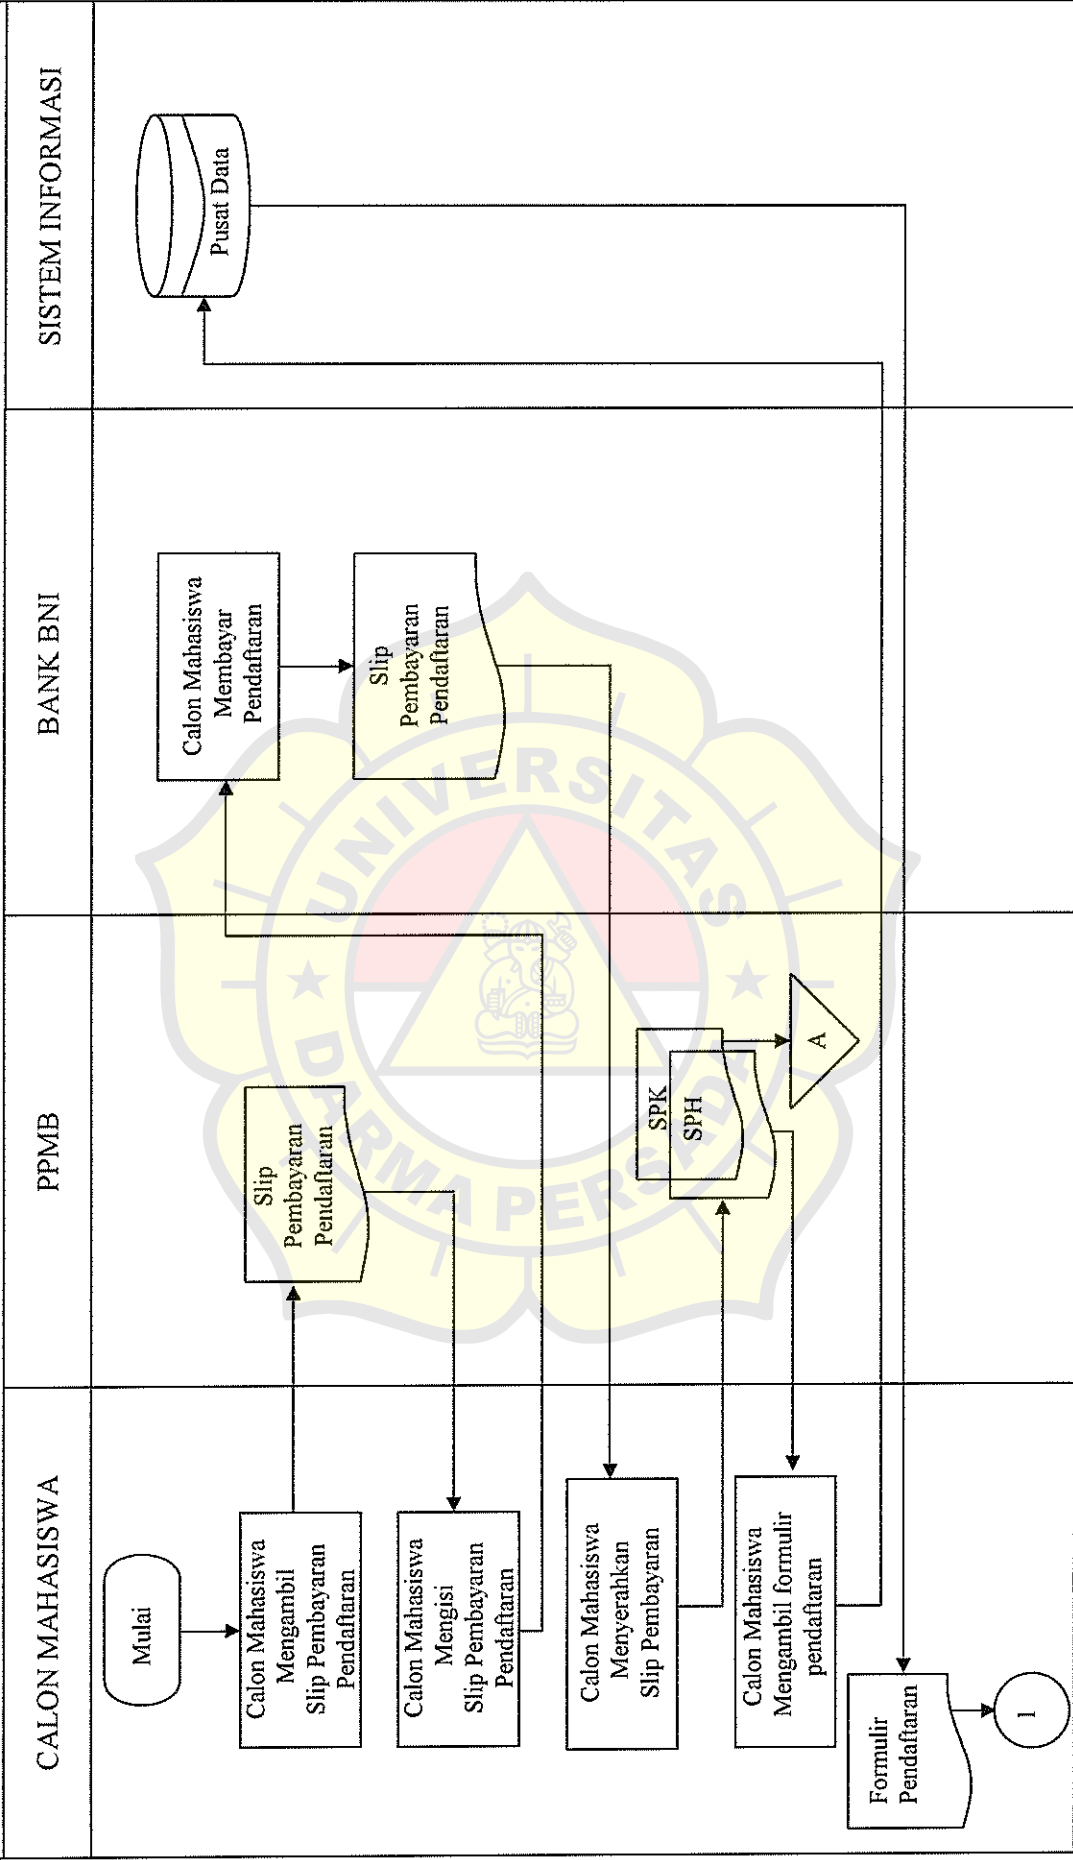 CALON MAHASISWA
PPMB
BANK BNI
SISTEM INFORMASI
Mulai
Calon Mahasiswa
Mengambil
Slip Pembayaran
Pendaftaran
Slip
Pembayaran
Pendaftaran
Calon Mahasiswa
Mengisi
Slip Pembayaran
Pendaftaran
Calon Mahasiswa
Membayar
Pendaftaran
Slip
Pembayaran
Pendaftaran
Calon Mahasiswa
Menyerahkan
Slip Pembayaran
SPK
SPH
A
Calon Mahasiswa
Mengambil formulir
pendaftaran
Pusat Data
Formulir
Pendaftaran
1
UNIVERSITAS
DARMA PERSADA